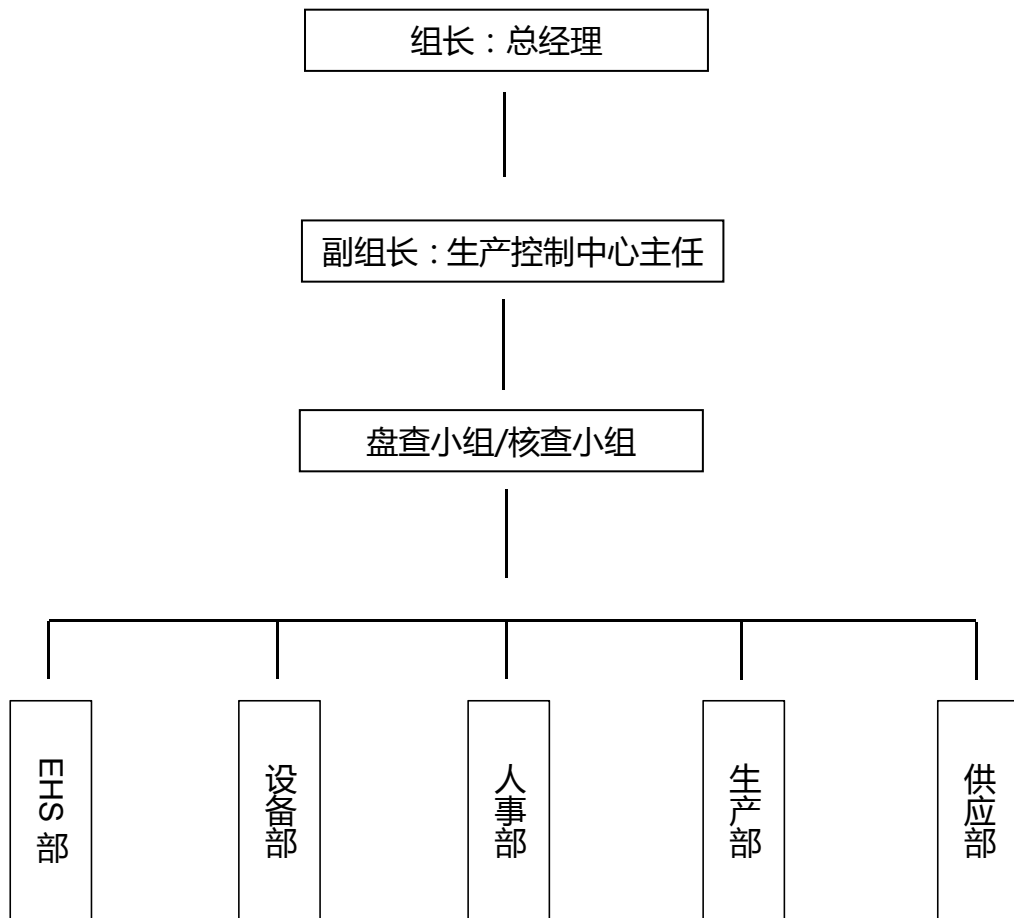 组长：总经理
副组长：生产控制中心主任
盘查小组/核查小组
EHS部
设备部
人事部
生产部
供应部